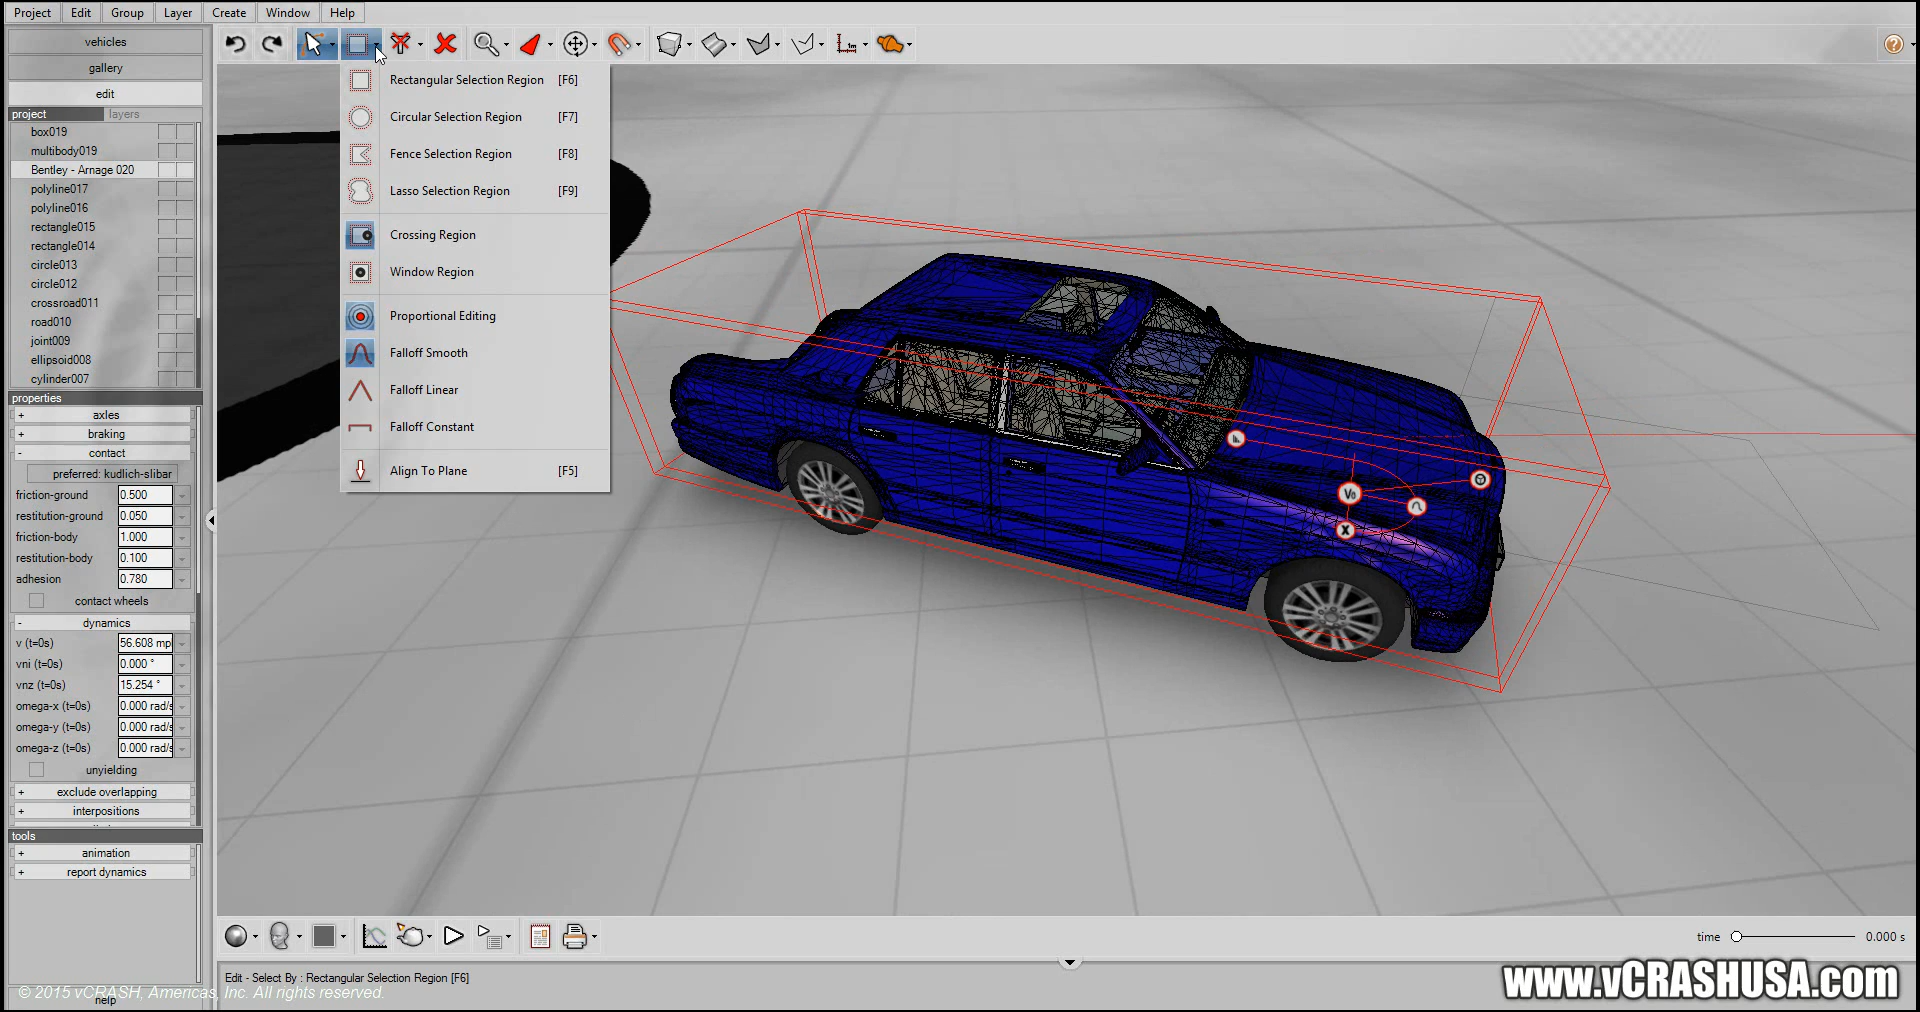 Project Edit Group Layer Create Window Help
vehicles
gallery
edit
project layers
box019
multibody019
Bentley - Arnage 020
polyline017
polyline016
rectangle015
rectangle014
circle013
circle012
crossroad011
road010
joint009
ellipsoid008
cylinder007
properties
+ axles
+ braking
- contact
preferred: kudlich-slibar
friction-ground 0.500
restitution-ground 0.050
friction-body 1.000
restitution-body 0.100
adhesion 0.780
contact wheels
- dynamics
v (t=0s) 56.608 mp
vni (t=0s) 0.000 °
vnz (t=0s) 15.254 °
omega-x (t=0s) 0.000 rad/s
omega-y (t=0s) 0.000 rad/s
omega-z (t=0s) 0.000 rad/s
unyielding
+ exclude overlapping
+ interpositions
tools
+ animation
+ report dynamics
help
© 2015 vCRASH, Americas, Inc. All rights reserved.
Rectangular Selection Region [F6]
Circular Selection Region [F7]
Fence Selection Region [F8]
Lasso Selection Region [F9]
Crossing Region
Window Region
Proportional Editing
Falloff Smooth
Falloff Linear
Falloff Constant
Align To Plane [F5]
V0
X
time 0.000 s
Edit - Select By : Rectangular Selection Region [F6]
www.vCRASHUSA.com